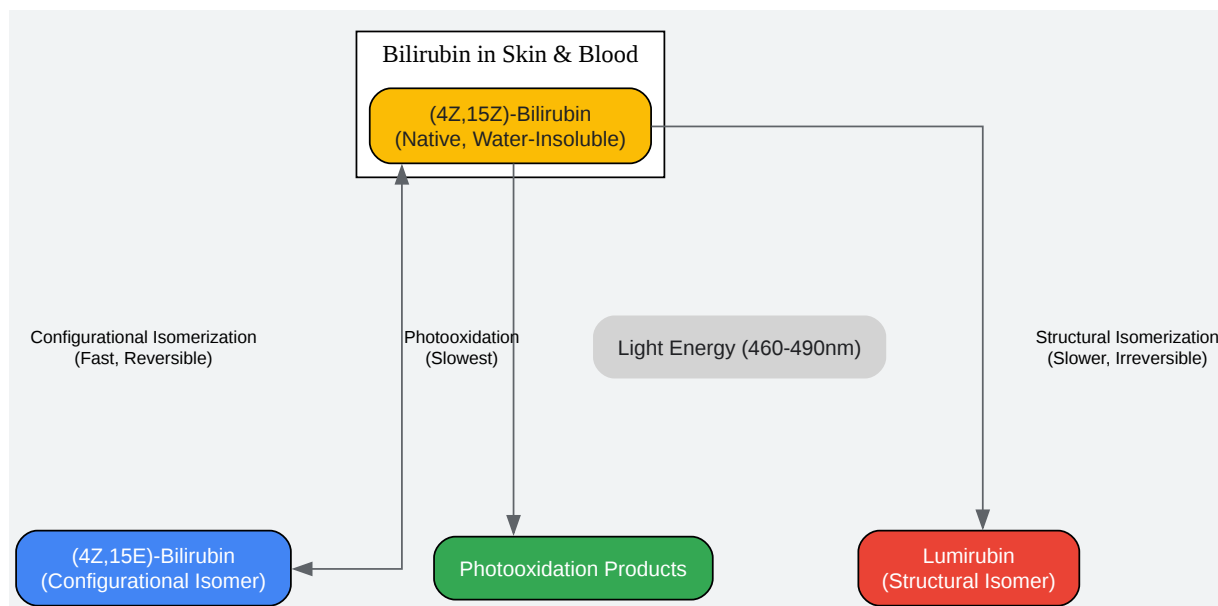 Bilirubin in Skin & Blood
(4Z,15Z)-Bilirubin
(Native, Water-Insoluble)
Configurational Isomerization
(Fast, Reversible)
Photooxidation
(Slowest)
Light Energy (460-490nm)
Structural Isomerization
(Slower, Irreversible)
(4Z,15E)-Bilirubin
(Configurational Isomer)
Photooxidation Products
Lumirubin
(Structural Isomer)